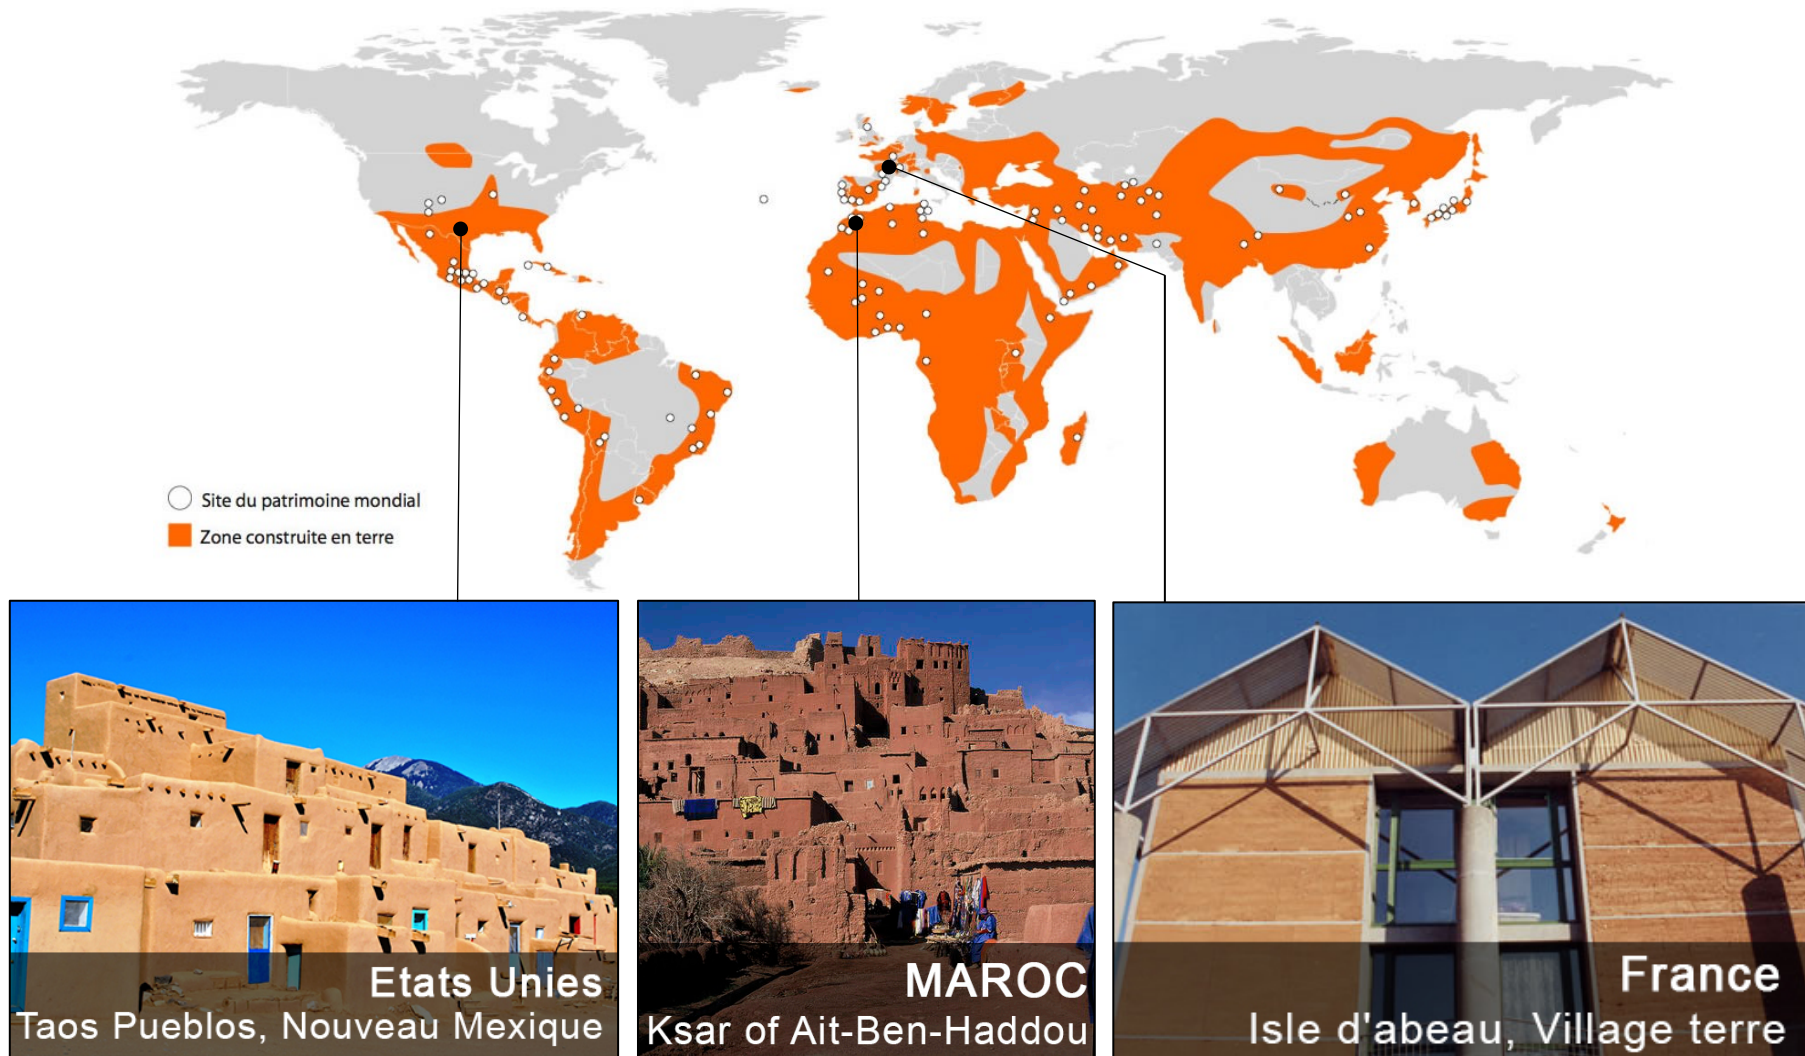 Site du patrimoine mondial
Zone construite en terre
Etats Unies
Taos Pueblos, Nouveau Mexique
MAROC
Ksar of Ait-Ben-Haddou
France
Isle d'abeau, Village terre